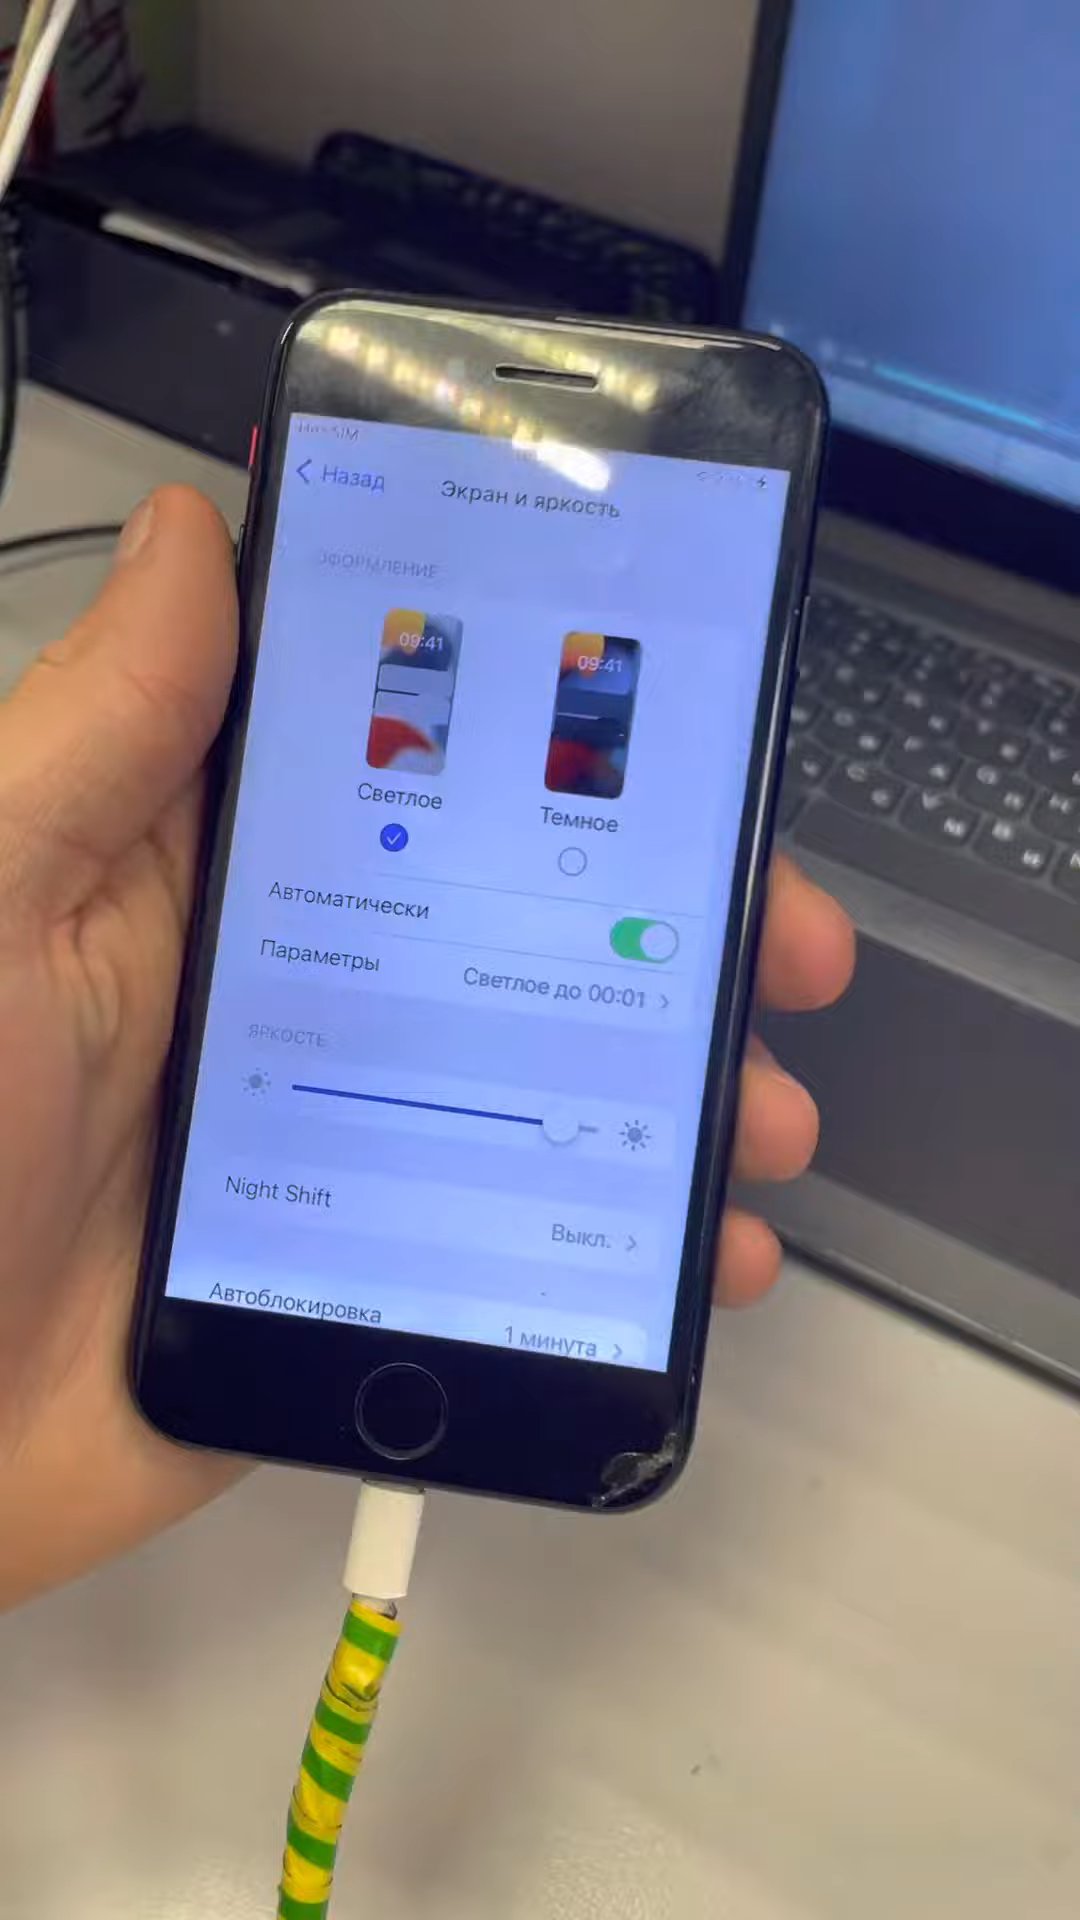 Назад
Экран и яркость
ОФОРМЛЕНИЕ
09:41
09:41
Светлое
Темное
Автоматически
Параметры
Светлое до 00:01
ЯРКОСТЬ
Night Shift
Выкл.
Автоблокировка
1 минута